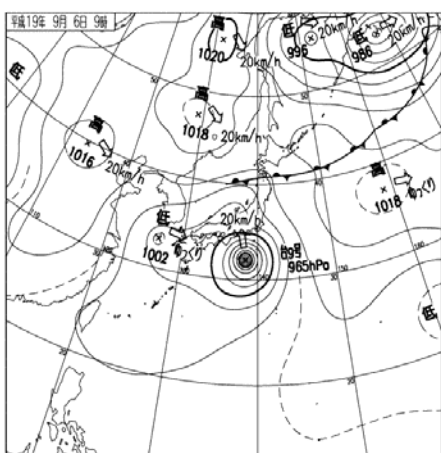 平成19年 9月 6日 9時
高
1020
20km/h
低
996
20km/h
低
986
20km/h
低
高
1018
20km/h
高
1016
20km/h
高
1018
ゆっくり
低
1002
ゆっくり
20km/h
台9号
965hPa
低